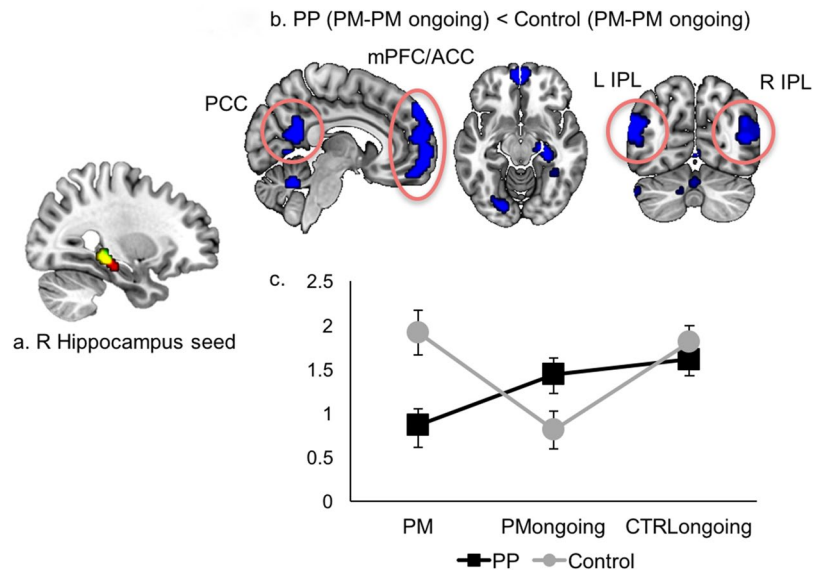 b. PP (PM-PM ongoing) < Control (PM-PM ongoing)
mPFC/ACC
PCC
L IPL
R IPL
a. R Hippocampus seed
c.
2.5
2
1.5
1
0.5
0
PM PMongoing CTRLongoing
PP Control